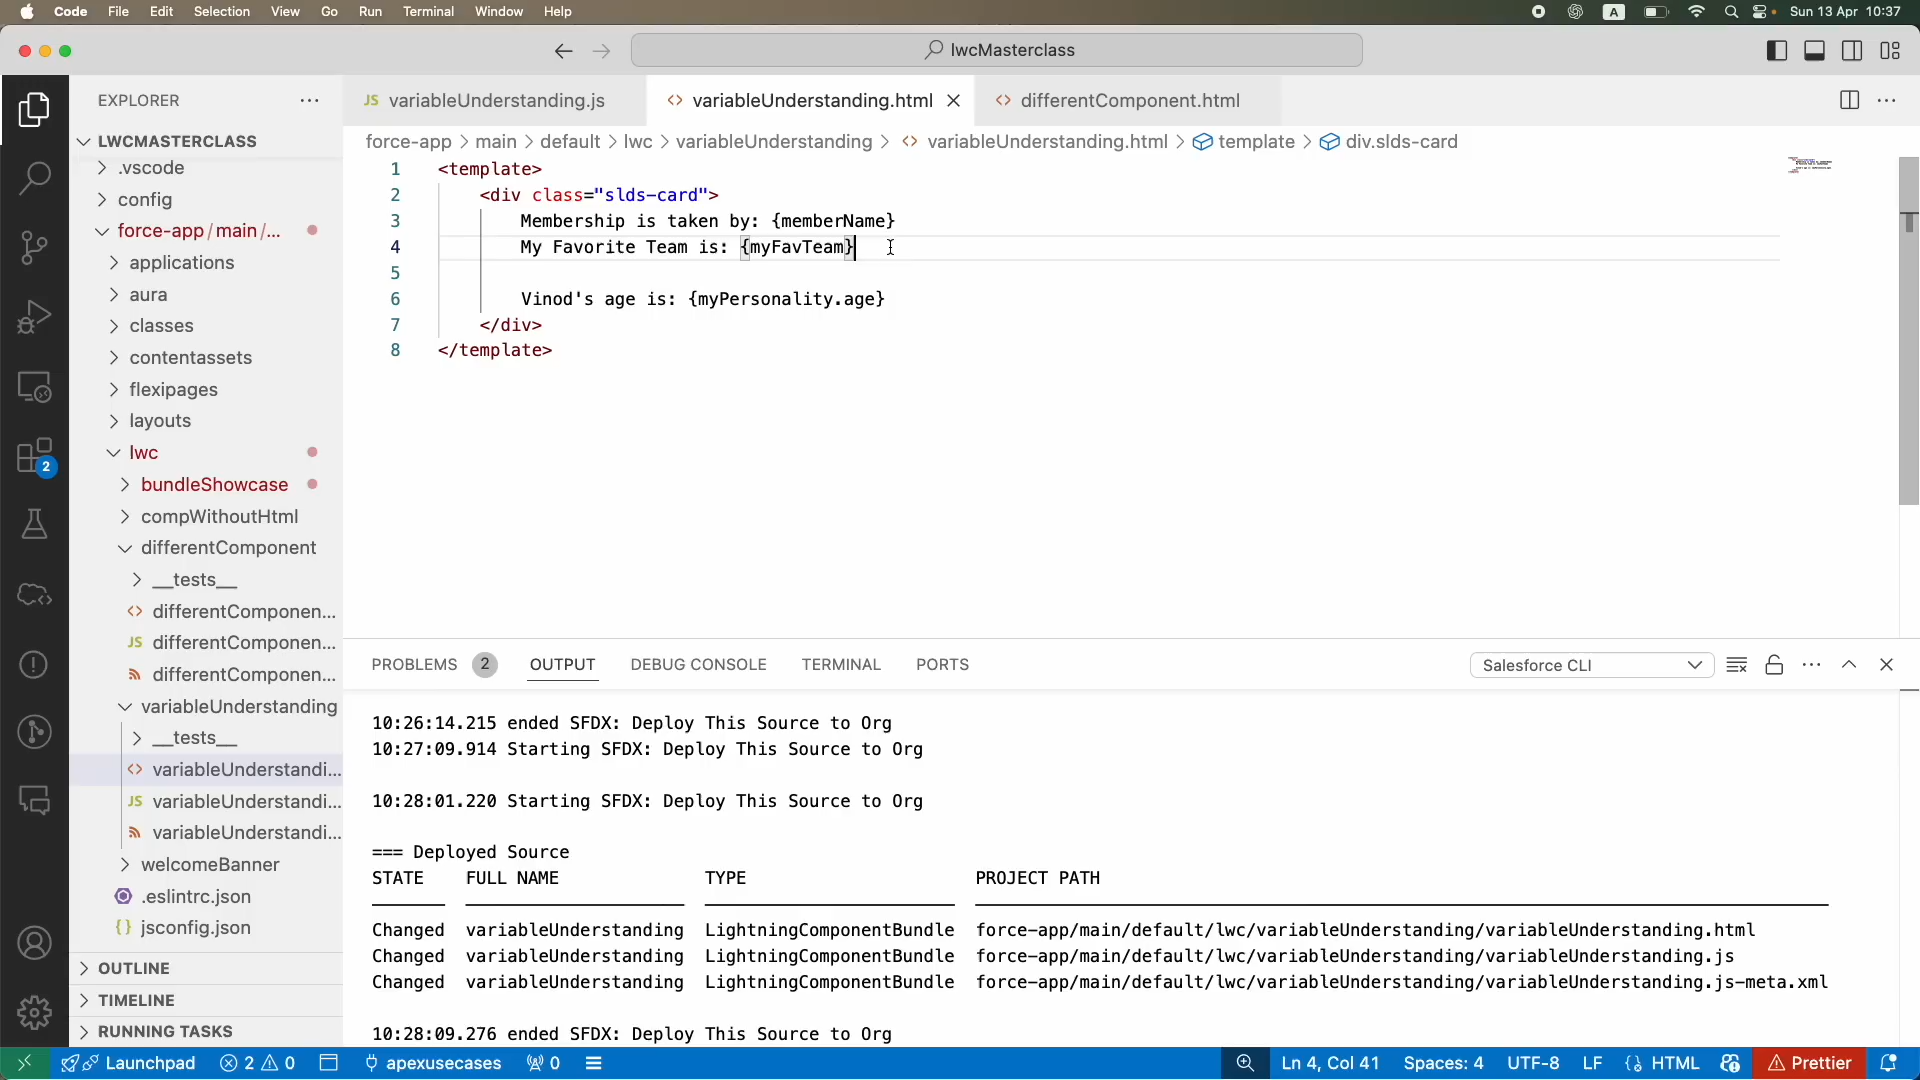 Code File Edit Selection View Go Run Terminal Window Help
A Sun 13 Apr 10:37
lwcMasterclass
EXPLORER
JS variableUnderstanding.js
variableUnderstanding.html
differentComponent.html
force-app > main > default > lwc > variableUnderstanding > variableUnderstanding.html > template > div.slds-card
LWCMASTERCLASS
.vscode
config
force-app/main/...
applications
aura
classes
contentassets
flexipages
layouts
lwc
bundleShowcase
compWithoutHtml
differentComponent
__tests__
differentComponen...
JS differentComponen...
differentComponen...
variableUnderstanding
__tests__
variableUnderstandi...
JS variableUnderstandi...
variableUnderstandi...
welcomeBanner
.eslintrc.json
{} jsconfig.json
OUTLINE
TIMELINE
RUNNING TASKS
2
1 <template>
2 <div class="slds-card">
3 Membership is taken by: {memberName}
4 My Favorite Team is: {myFavTeam}
5
6 Vinod's age is: {myPersonality.age}
7 </div>
8 </template>
PROBLEMS 2 OUTPUT DEBUG CONSOLE TERMINAL PORTS
Salesforce CLI
10:26:14.215 ended SFDX: Deploy This Source to Org
10:27:09.914 Starting SFDX: Deploy This Source to Org
10:28:01.220 Starting SFDX: Deploy This Source to Org
=== Deployed Source
STATE FULL NAME TYPE PROJECT PATH
Changed variableUnderstanding LightningComponentBundle force-app/main/default/lwc/variableUnderstanding/variableUnderstanding.html
Changed variableUnderstanding LightningComponentBundle force-app/main/default/lwc/variableUnderstanding/variableUnderstanding.js
Changed variableUnderstanding LightningComponentBundle force-app/main/default/lwc/variableUnderstanding/variableUnderstanding.js-meta.xml
10:28:09.276 ended SFDX: Deploy This Source to Org
Launchpad 2 0 apexusecases 0 Ln 4, Col 41 Spaces: 4 UTF-8 LF {} HTML Prettier